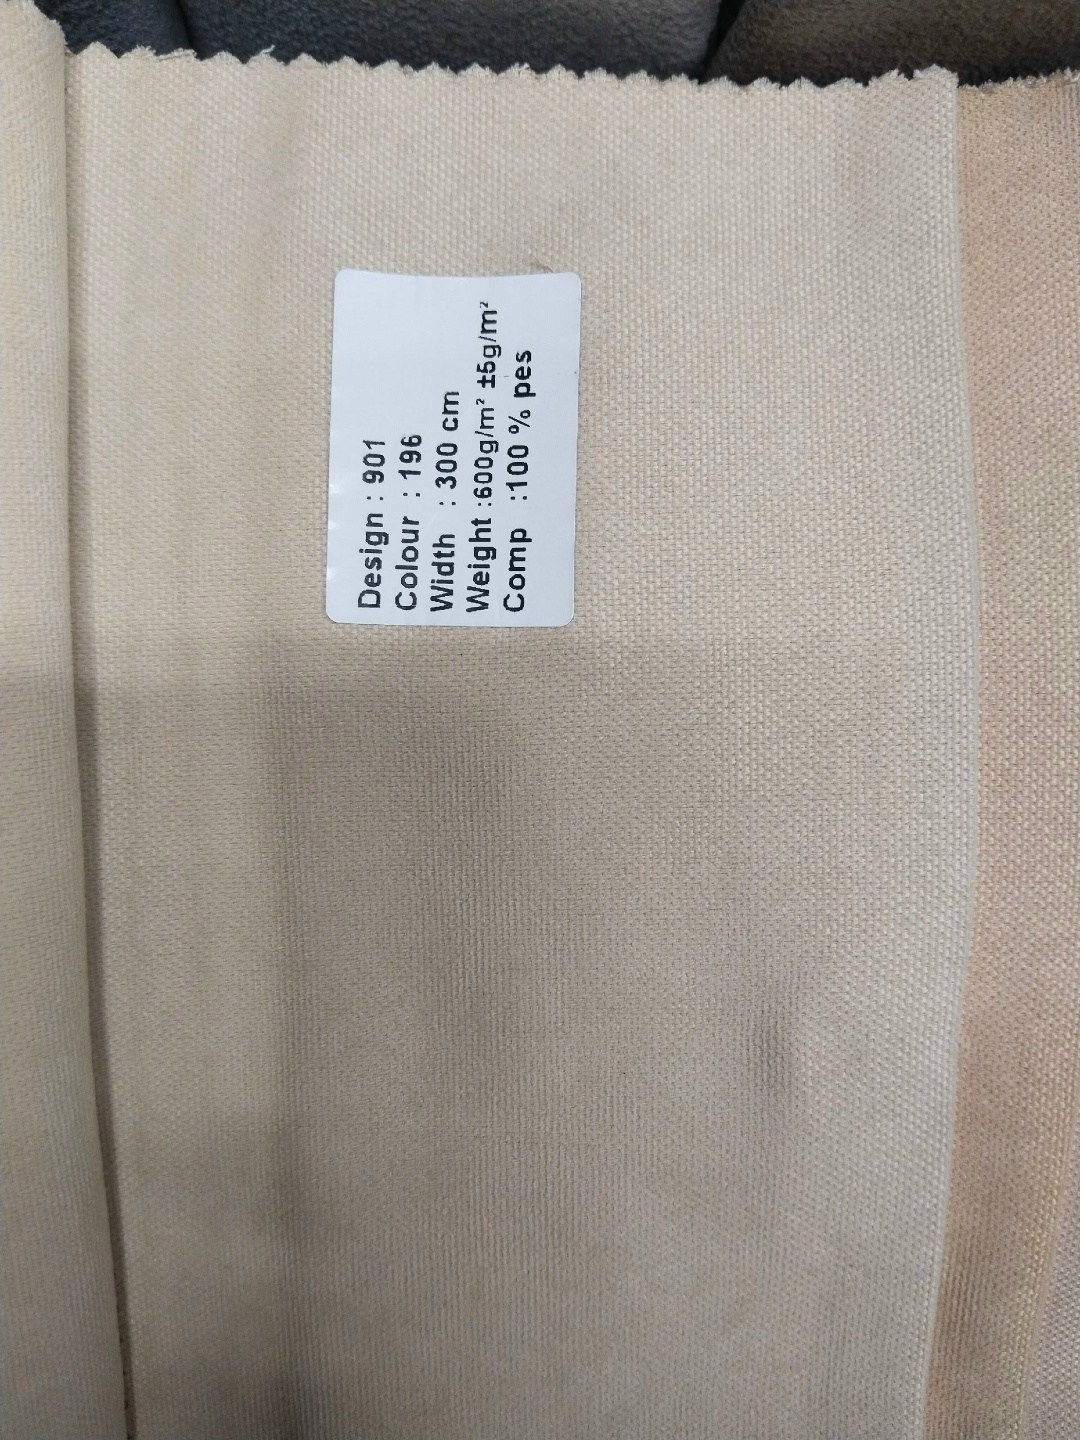 Design : 901
Colour : 196
Width : 300 cm
Weight :600g/m² ±5g/m²
Comp :100 % pes